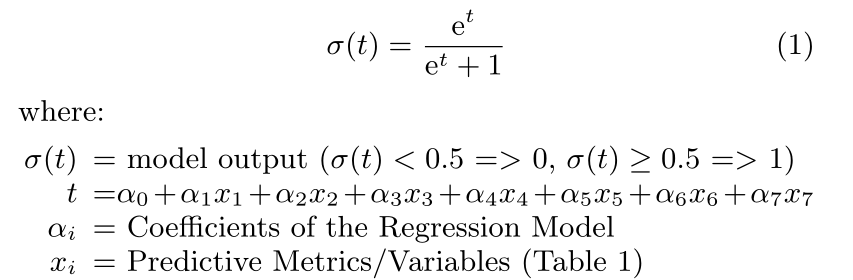 σ(t) = e^t / (e^t + 1) (1)
where:
σ(t) = model output (σ(t) < 0.5 => 0, σ(t) ≥ 0.5 => 1)
t =α₀+α₁x₁+α₂x₂+α₃x₃+α₄x₄+α₅x₅+α₆x₆+α₇x₇
αᵢ = Coefficients of the Regression Model
xᵢ = Predictive Metrics/Variables (Table 1)